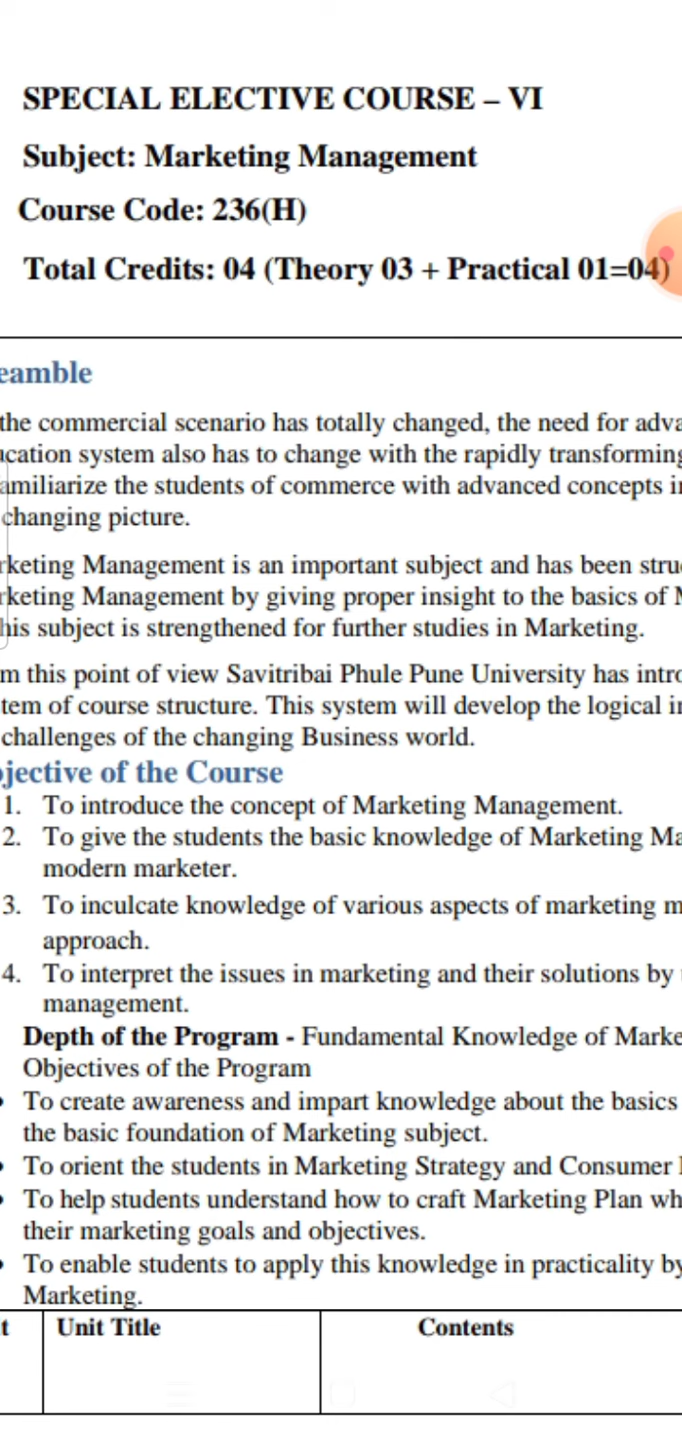 SPECIAL ELECTIVE COURSE – VI
Subject: Marketing Management
Course Code: 236(H)
Total Credits: 04 (Theory 03 + Practical 01=04)
eamble
the commercial scenario has totally changed, the need for adva
ucation system also has to change with the rapidly transforming
amiliarize the students of commerce with advanced concepts i
changing picture.
rketing Management is an important subject and has been stru
rketing Management by giving proper insight to the basics of M
his subject is strengthened for further studies in Marketing.
m this point of view Savitribai Phule Pune University has intro
tem of course structure. This system will develop the logical i
challenges of the changing Business world.
jective of the Course
1. To introduce the concept of Marketing Management.
2. To give the students the basic knowledge of Marketing Ma
modern marketer.
3. To inculcate knowledge of various aspects of marketing m
approach.
4. To interpret the issues in marketing and their solutions by
management.
Depth of the Program - Fundamental Knowledge of Marke
Objectives of the Program
• To create awareness and impart knowledge about the basics
the basic foundation of Marketing subject.
• To orient the students in Marketing Strategy and Consumer
• To help students understand how to craft Marketing Plan wh
their marketing goals and objectives.
• To enable students to apply this knowledge in practicality by
Marketing.
t Unit Title Contents